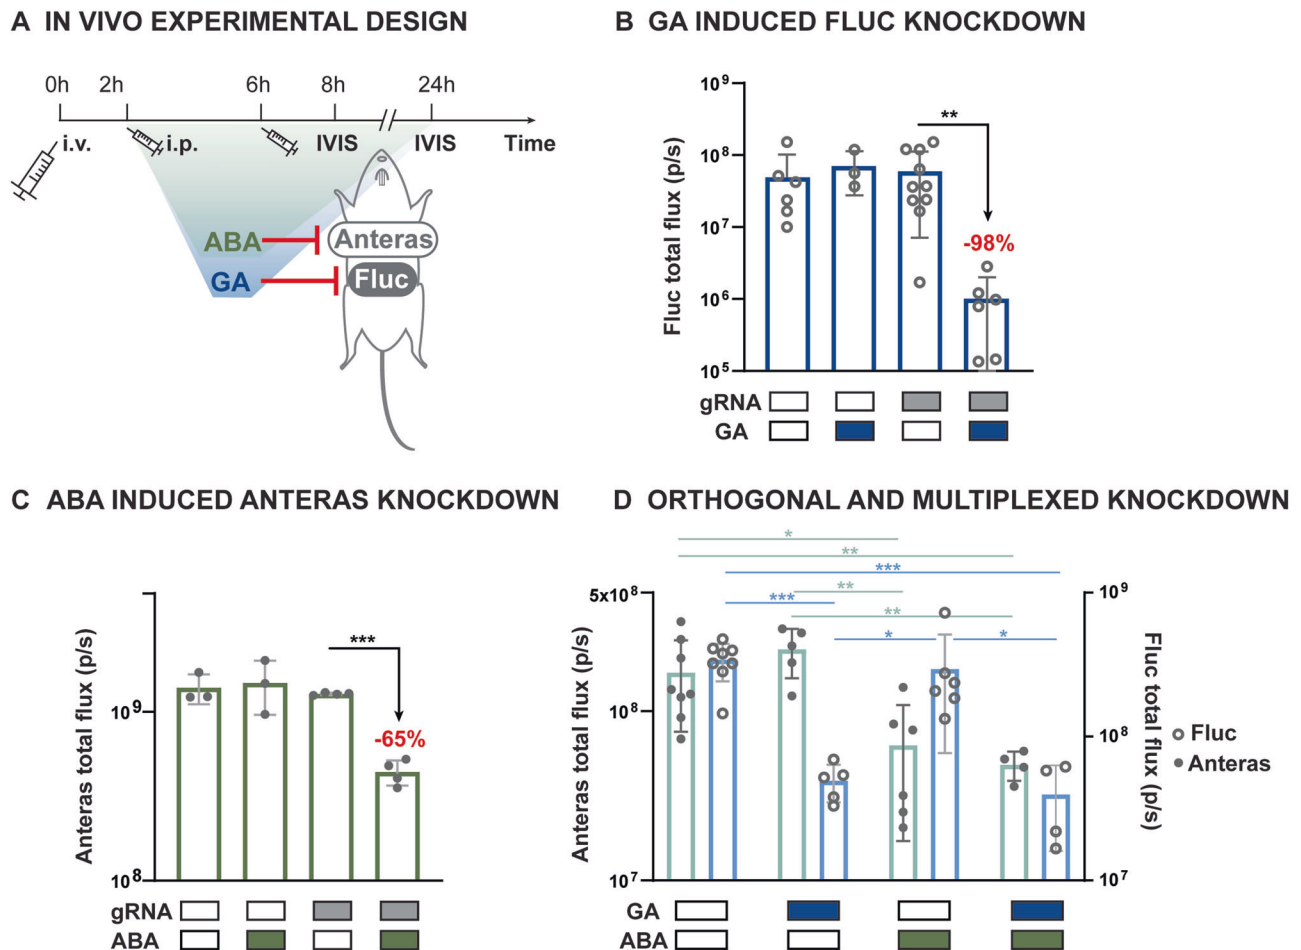 A IN VIVO EXPERIMENTAL DESIGN
0h 2h 6h 8h 24h
i.v. i.p. IVIS IVIS Time
ABA Anteras
GA Fluc
B GA INDUCED FLUC KNOCKDOWN
Fluc total flux (p/s)
10⁹
10⁸
10⁷
10⁶
10⁵
**
-98%
gRNA
GA
C ABA INDUCED ANTERAS KNOCKDOWN
Anteras total flux (p/s)
10⁹
10⁸
***
-65%
gRNA
ABA
D ORTHOGONAL AND MULTIPLEXED KNOCKDOWN
*
**
***
**
***
**
*
*
Anteras total flux (p/s)
5x10⁸
10⁸
10⁷
10⁹
10⁸
10⁷
Fluc total flux
(p/s)
Fluc
Anteras
GA
ABA